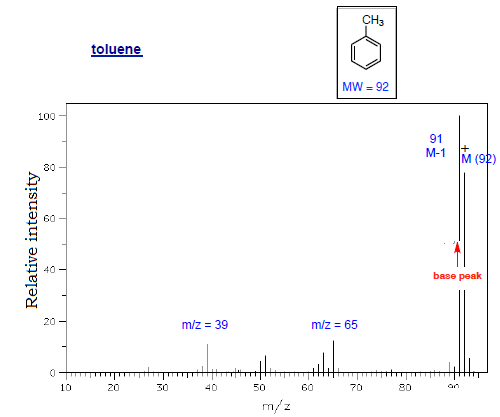 toluene
CH3
MW = 92
Relative intensity
100
80
60
40
20
0
91
M-1
+
M (92)
base peak
m/z = 39
m/z = 65
10 20 30 40 50 60 70 80 90
m/z